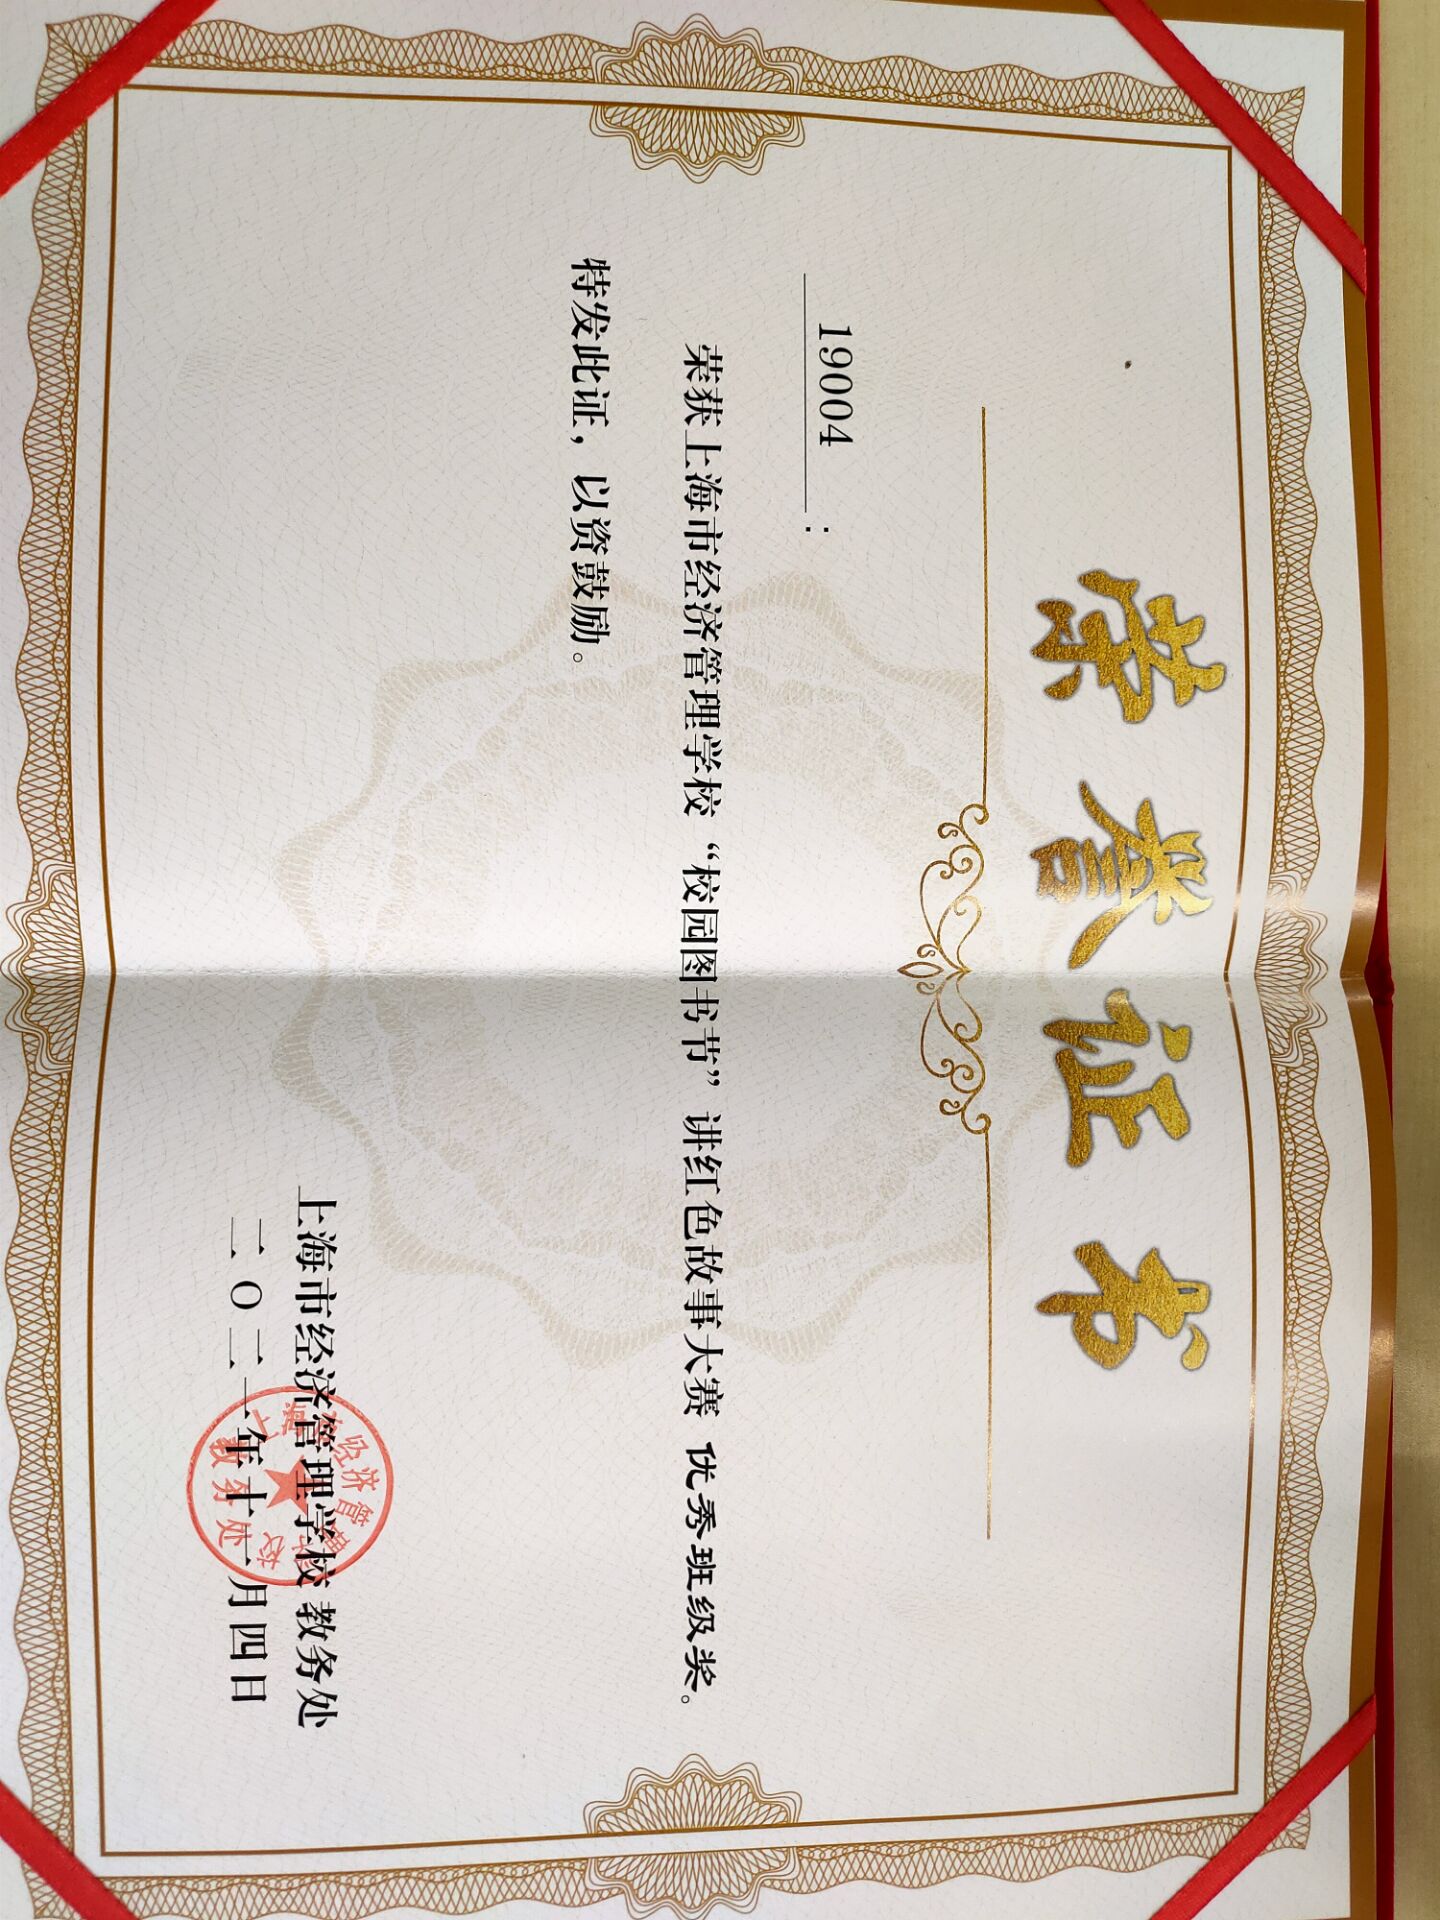 荣誉证书
19004：
荣获上海市经济管理学校“校园图书节”讲红色故事大赛 优秀班级奖。
特发此证，以资鼓励。
上海市经济管理学校 教务处
二〇二一年十一月四日
上海市经济管理学校
教务处